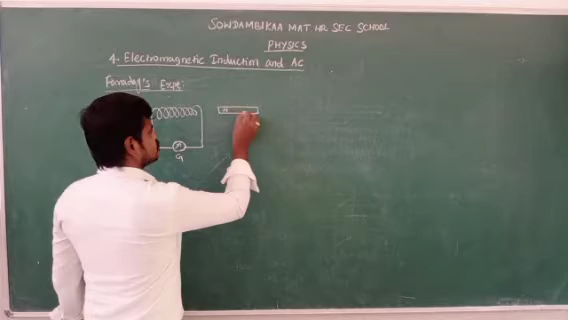 SOWDAMBIKAA MAT HR SEC SCHOOL
PHYSICS
4. Electromagnetic Induction and AC
Faraday's Expt:
N
G